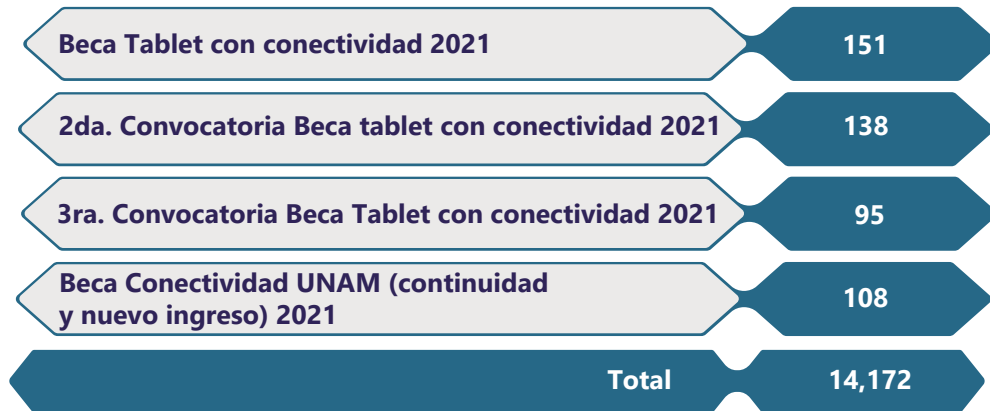 Beca Tablet con conectividad 2021 151
2da. Convocatoria Beca tablet con conectividad 2021 138
3ra. Convocatoria Beca Tablet con conectividad 2021 95
Beca Conectividad UNAM (continuidad
y nuevo ingreso) 2021 108
Total 14,172